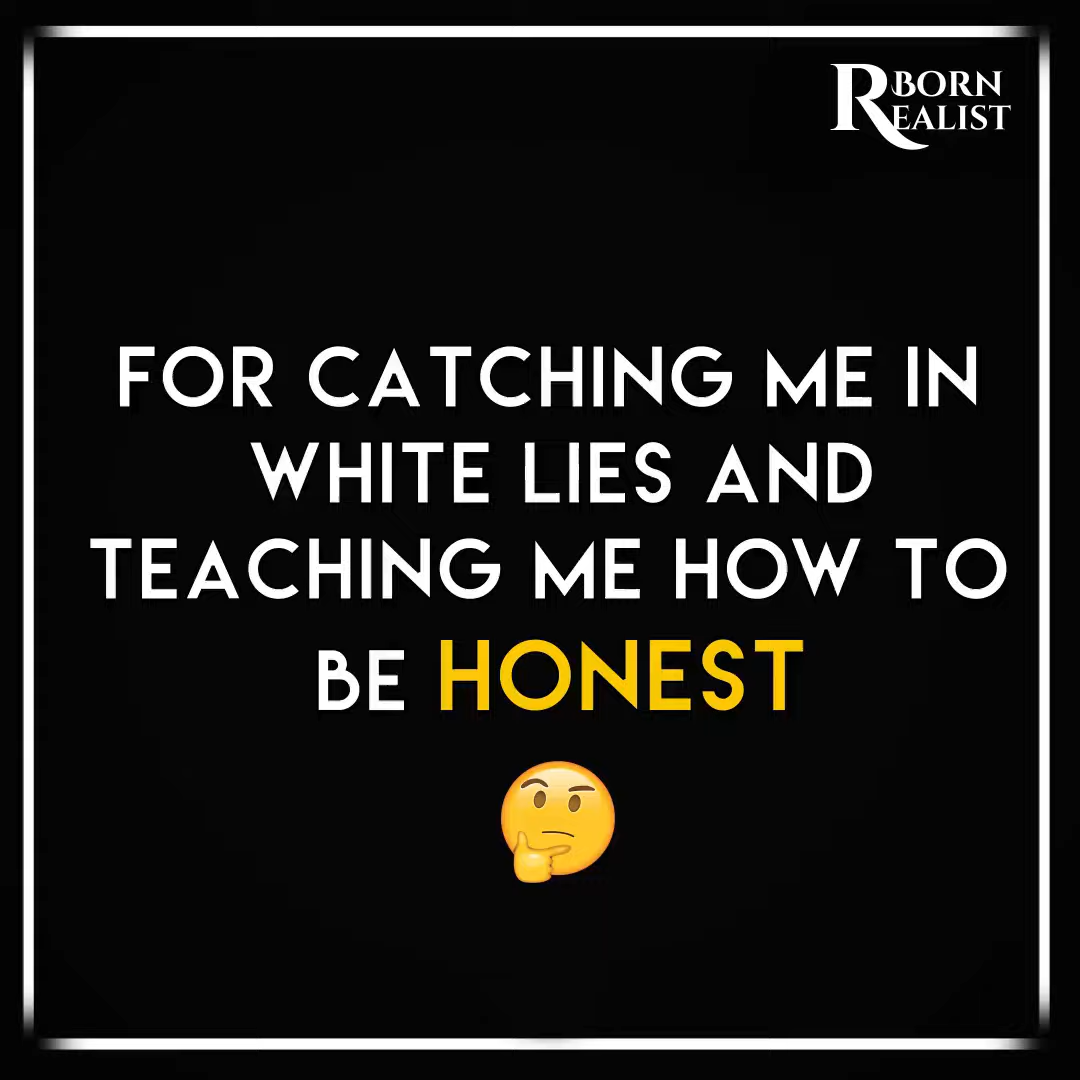 BORN
REALIST
FOR CATCHING ME IN
WHITE LIES AND
TEACHING ME HOW TO
BE HONEST